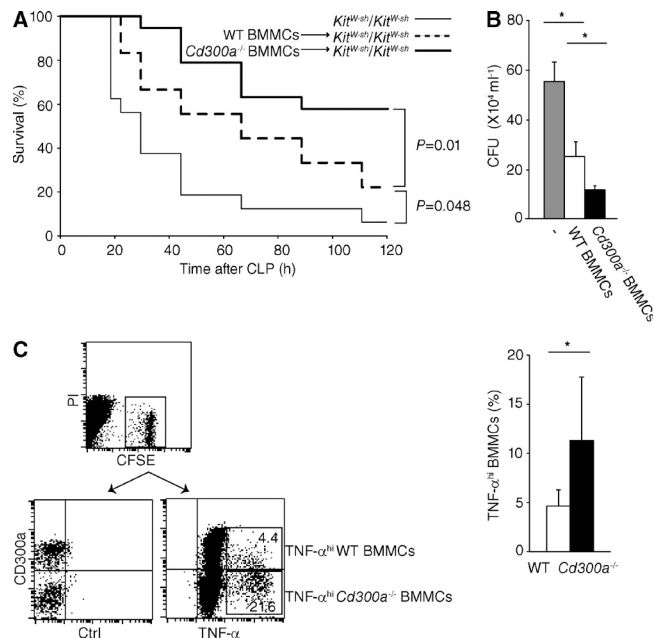 A
Kit^W-sh/Kit^W-sh
WT BMMCs Kit^W-sh/Kit^W-sh
Cd300a^-/- BMMCs Kit^W-sh/Kit^W-sh
Survival (%)
100
80
60
40
20
0
0 20 40 60 80 100 120
Time after CLP (h)
P=0.01
P=0.048
B
*
*
CFU (X10⁴ ml⁻¹)
80
60
40
20
0
-
WT BMMCs
Cd300a^-/- BMMCs
C
PI
CFSE
CD300a
Ctrl
TNF-α
4.4
21.6
TNF-α^hi WT BMMCs
TNF-α^hi Cd300a^-/- BMMCs
*
TNF-α^hi BMMCs (%)
20
15
10
5
0
WT Cd300a^-/-